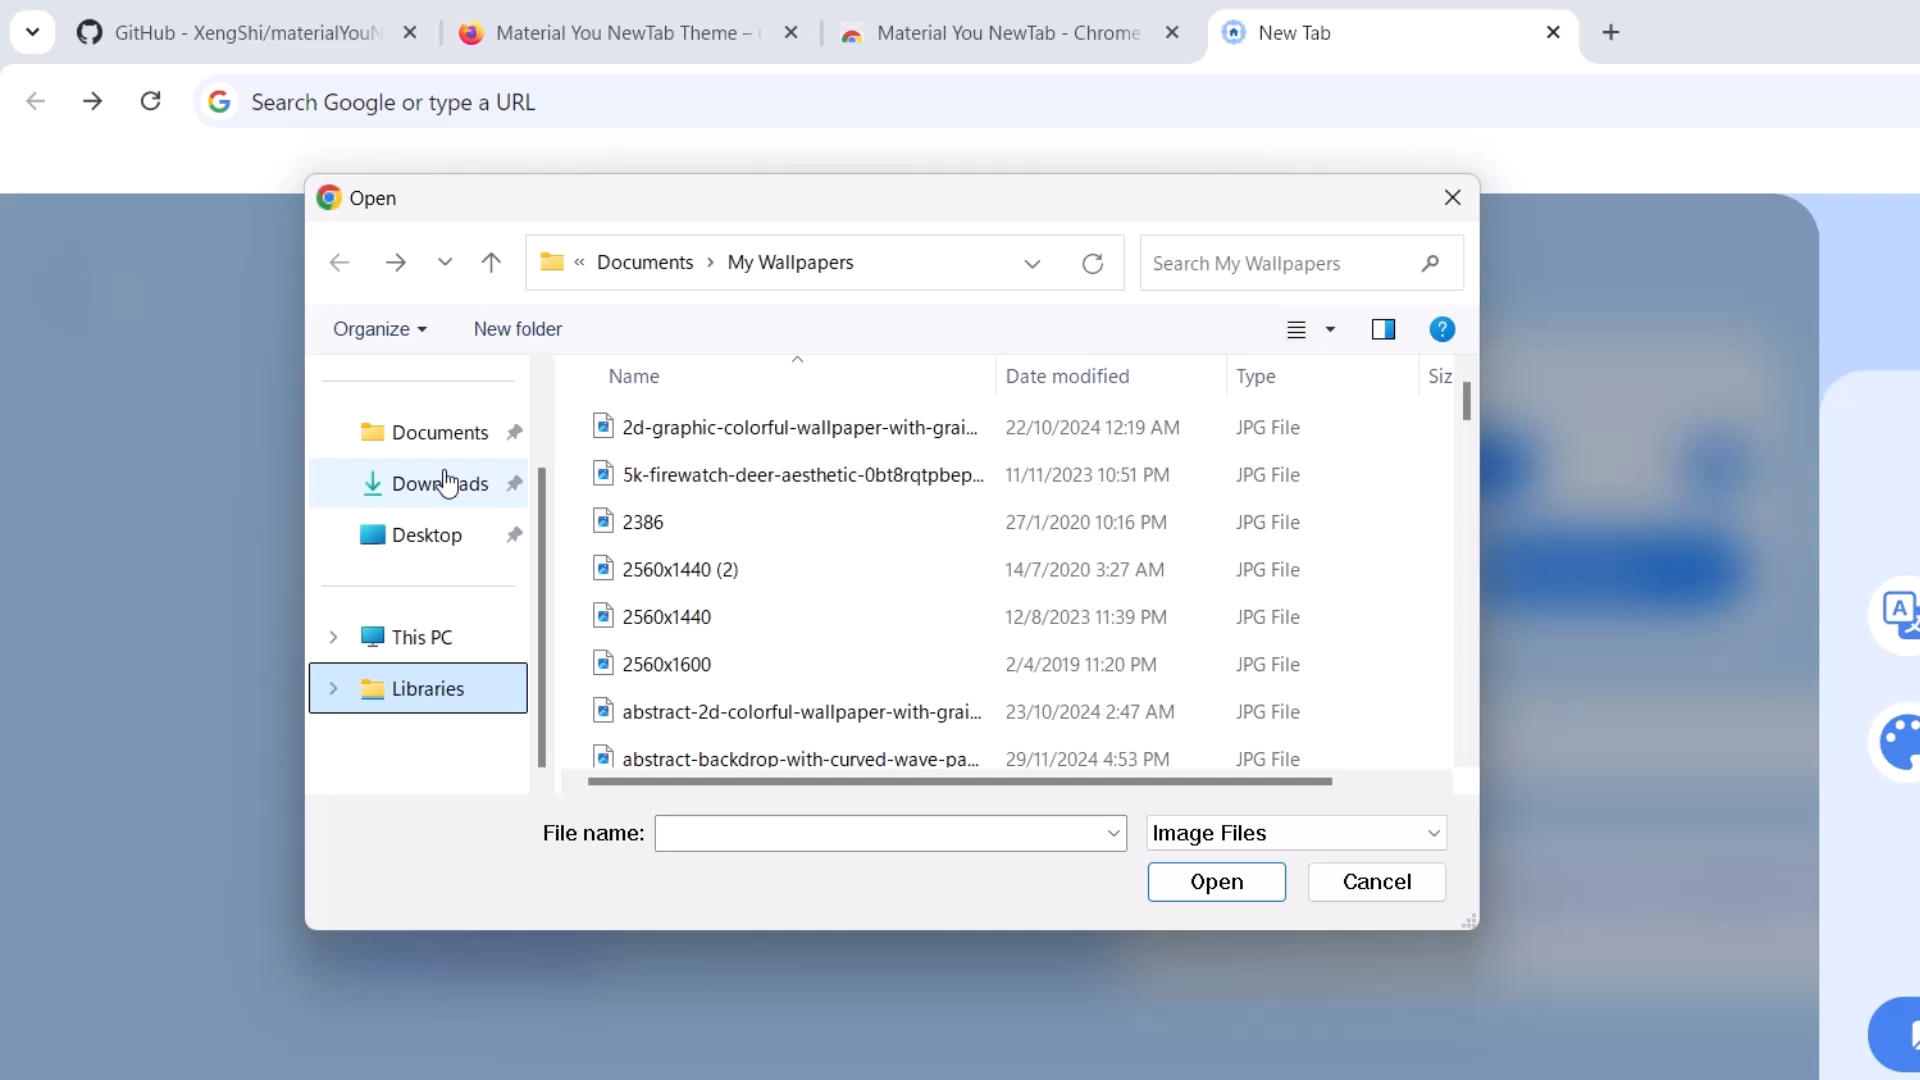 GitHub - XengShi/materialYouN
Material You NewTab Theme –
Material You NewTab - Chrome
New Tab
Search Google or type a URL
Open
« Documents > My Wallpapers
Search My Wallpapers
Organize
New folder
Name
Date modified
Type
Siz
Documents
Downloads
Desktop
This PC
Libraries
2d-graphic-colorful-wallpaper-with-grai... 22/10/2024 12:19 AM JPG File
5k-firewatch-deer-aesthetic-0bt8rqtpbep... 11/11/2023 10:51 PM JPG File
2386 27/1/2020 10:16 PM JPG File
2560x1440 (2) 14/7/2020 3:27 AM JPG File
2560x1440 12/8/2023 11:39 PM JPG File
2560x1600 2/4/2019 11:20 PM JPG File
abstract-2d-colorful-wallpaper-with-grai... 23/10/2024 2:47 AM JPG File
abstract-backdrop-with-curved-wave-pa... 29/11/2024 4:53 PM JPG File
File name:
Image Files
Open
Cancel